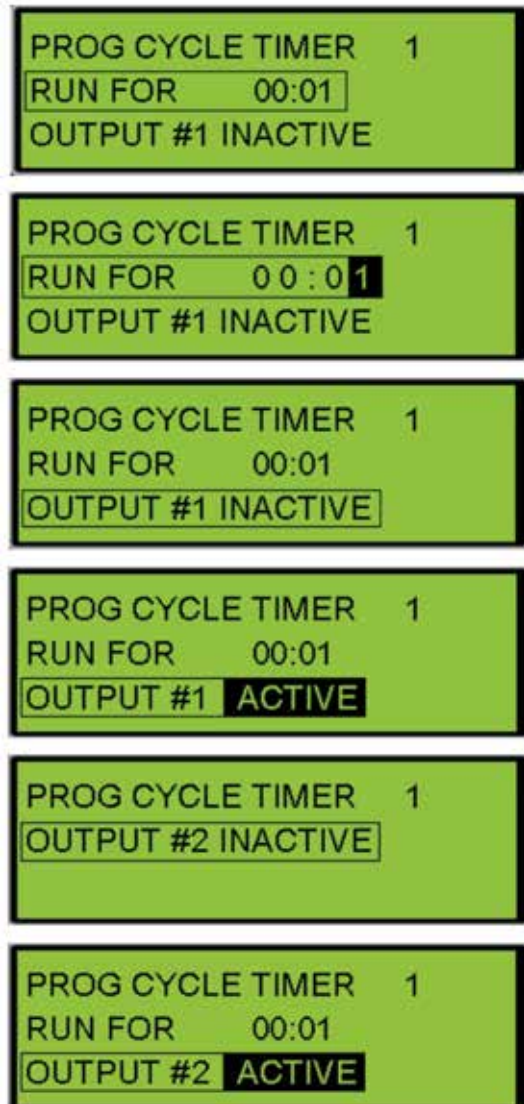 PROG CYCLE TIMER 1
RUN FOR 00:01
OUTPUT #1 INACTIVE
PROG CYCLE TIMER 1
RUN FOR 00:01
OUTPUT #1 INACTIVE
PROG CYCLE TIMER 1
RUN FOR 00:01
OUTPUT #1 INACTIVE
PROG CYCLE TIMER 1
RUN FOR 00:01
OUTPUT #1 ACTIVE
PROG CYCLE TIMER 1
OUTPUT #2 INACTIVE
PROG CYCLE TIMER 1
RUN FOR 00:01
OUTPUT #2 ACTIVE